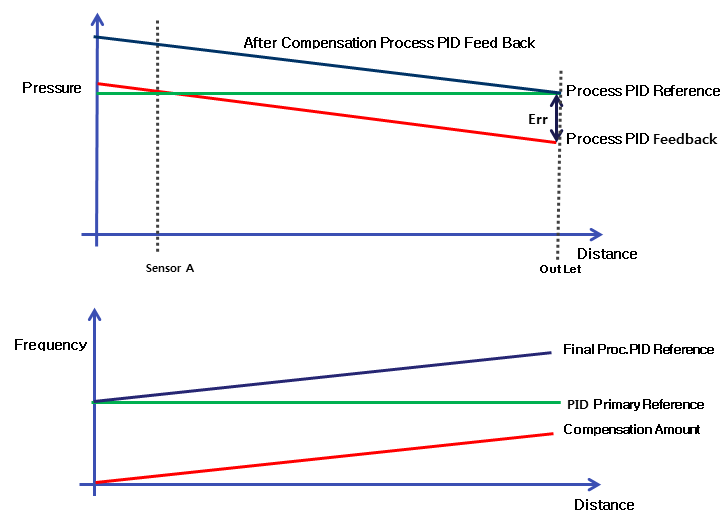 After Compensation Process PID Feed Back
Pressure
Process PID Reference
Err
Process PID Feedback
Distance
Sensor A
Out Let
Frequency
Final Proc.PID Reference
PID Primary Reference
Compensation Amount
Distance